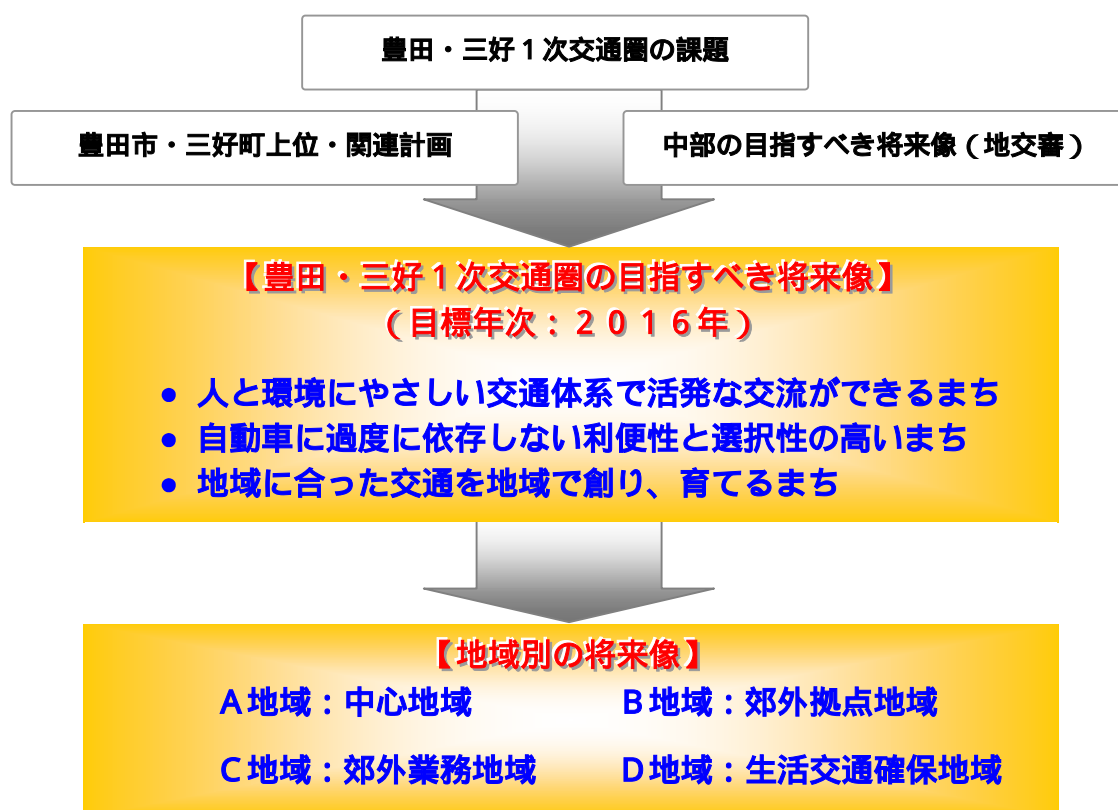 豊田・三好１次交通圏の課題
豊田市・三好町上位・関連計画
中部の目指すべき将来像（地交審）
【豊田・三好１次交通圏の目指すべき将来像】
（目標年次：２０１６年）
● 人と環境にやさしい交通体系で活発な交流ができるまち
● 自動車に過度に依存しない利便性と選択性の高いまち
● 地域に合った交通を地域で創り、育てるまち
【地域別の将来像】
Ａ地域：中心地域　Ｂ地域：郊外拠点地域
Ｃ地域：郊外業務地域　Ｄ地域：生活交通確保地域